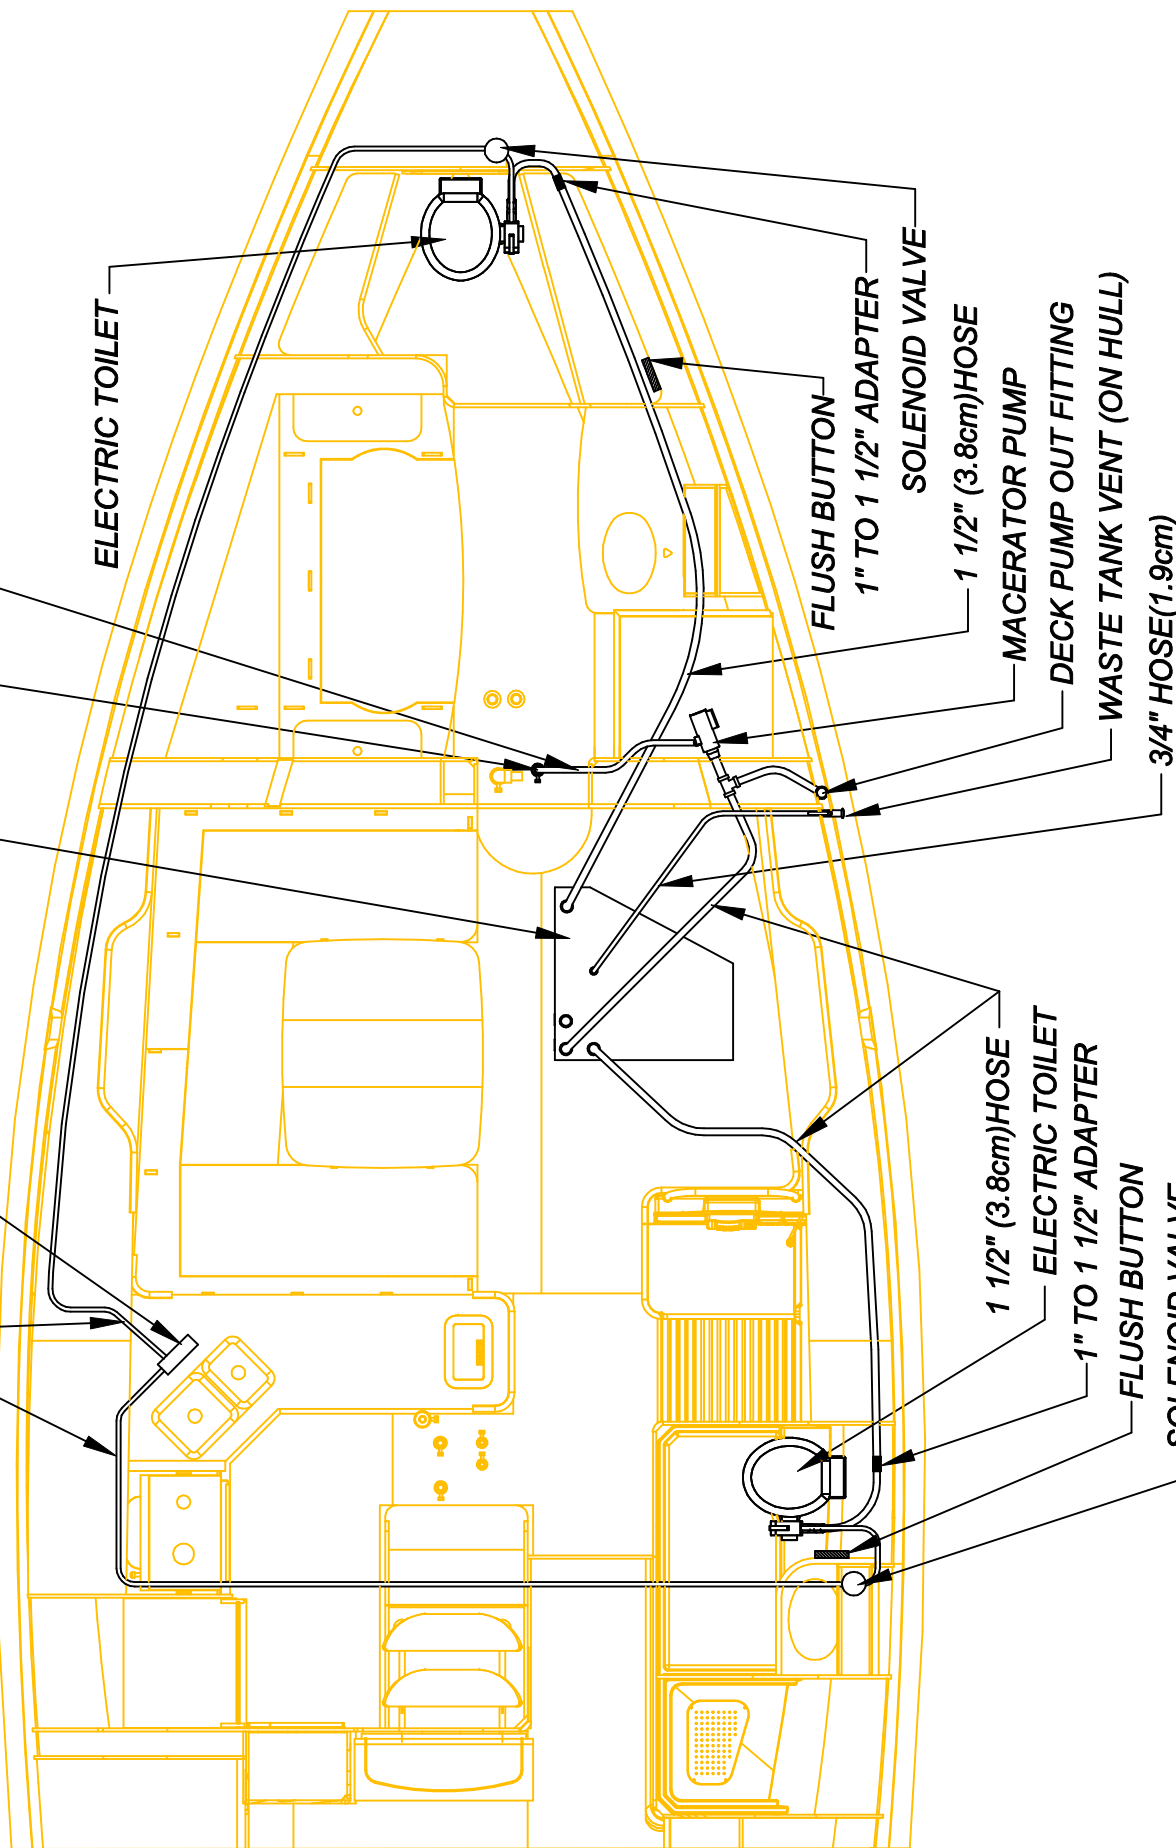 ELECTRIC TOILET
FLUSH BUTTON
1" TO 1 1/2" ADAPTER
SOLENOID VALVE
1 1/2" (3.8cm)HOSE
MACERATOR PUMP
DECK PUMP OUT FITTING
WASTE TANK VENT (ON HULL)
3/4" HOSE(1.9cm)
1 1/2" (3.8cm)HOSE
ELECTRIC TOILET
1" TO 1 1/2" ADAPTER
FLUSH BUTTON
SOLENOID VALVE